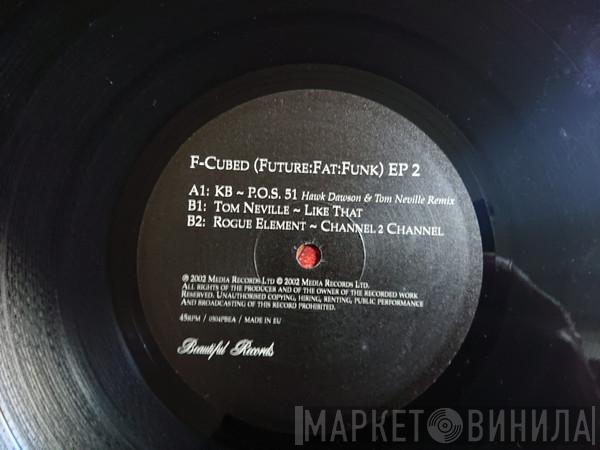 F-Cubed (Future:Fat:Funk) EP 2
A1: KB ~ P.O.S. 51 Hawk Dawson & Tom Neville Remix
B1: Tom Neville ~ Like That
B2: Rogue Element ~ Channel 2 Channel
℗ 2002 Media Records Ltd © 2002 Media Records Ltd.
All rights of the producer and of the owner of the recorded work
reserved. Unauthorised copying, hiring, renting, public performance
and broadcasting of this record prohibited.
45rpm / 0304PBEA / Made in EU
Beautiful Records
МАРКЕТ ВИНИЛА